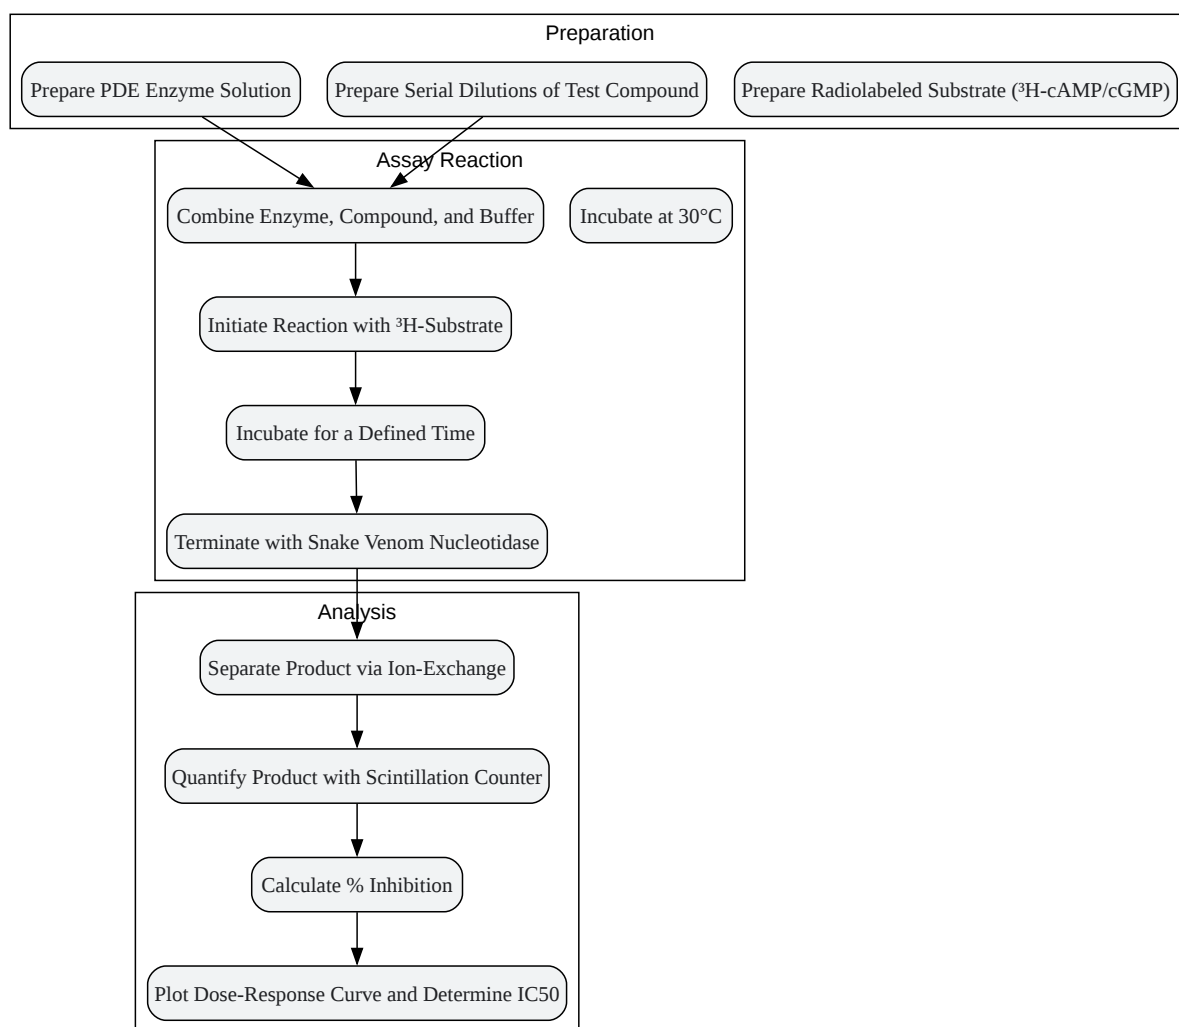 Preparation
Prepare PDE Enzyme Solution
Prepare Serial Dilutions of Test Compound
Prepare Radiolabeled Substrate (³H-cAMP/cGMP)
Assay Reaction
Combine Enzyme, Compound, and Buffer
Incubate at 30°C
Initiate Reaction with ³H-Substrate
Incubate for a Defined Time
Terminate with Snake Venom Nucleotidase
Analysis
Separate Product via Ion-Exchange
Quantify Product with Scintillation Counter
Calculate % Inhibition
Plot Dose-Response Curve and Determine IC50